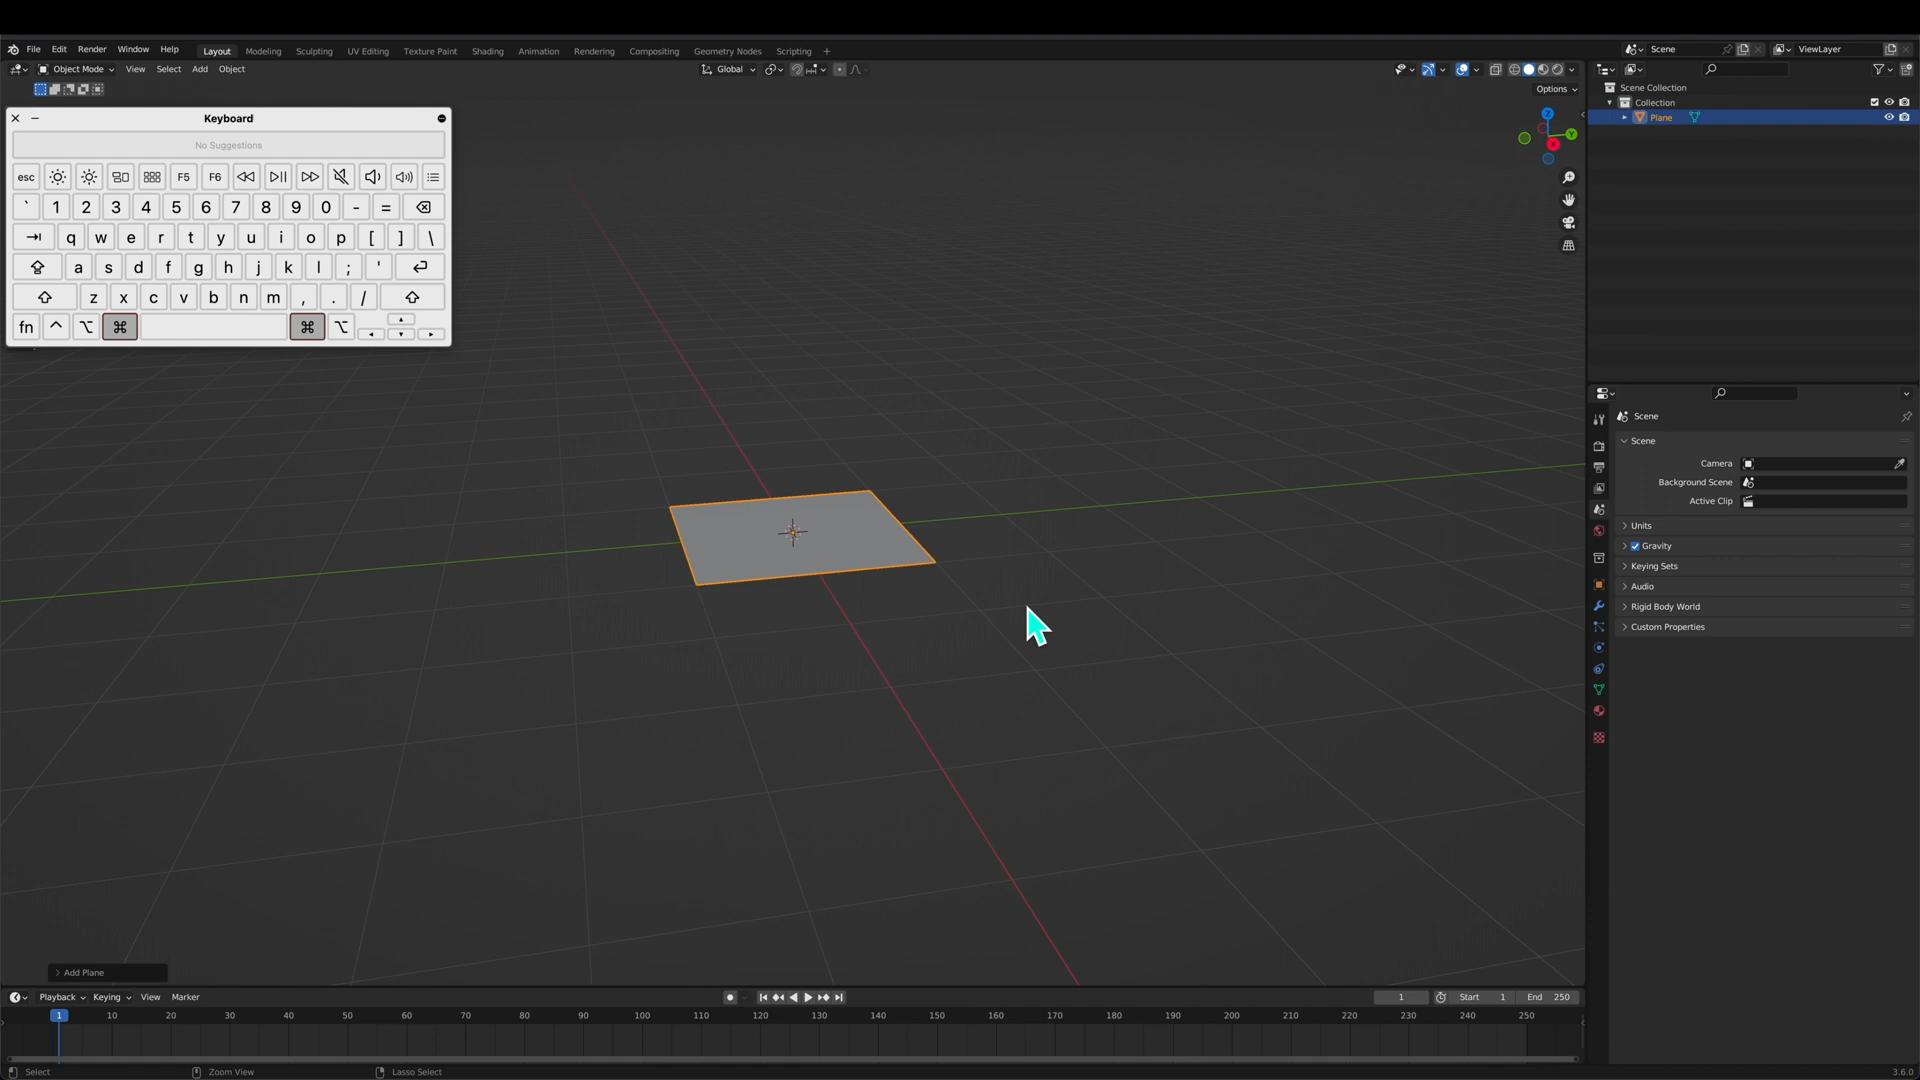 File Edit Render Window Help Layout Modeling Sculpting UV Editing Texture Paint Shading Animation Rendering Compositing Geometry Nodes Scripting + Scene ViewLayer
Object Mode View Select Add Object Global
Options
Scene Collection
Collection
Plane
Z
Y
X
Keyboard
No Suggestions
esc F5 F6
` 1 2 3 4 5 6 7 8 9 0 - =
q w e r t y u i o p [ ] \
a s d f g h j k l ; '
z x c v b n m , . /
fn
Scene
Scene
Camera
Background Scene
Active Clip
Units
Gravity
Keying Sets
Audio
Rigid Body World
Custom Properties
Add Plane
Playback Keying View Marker 1 Start 1 End 250
1 10 20 30 40 50 60 70 80 90 100 110 120 130 140 150 160 170 180 190 200 210 220 230 240 250
Select Zoom View Lasso Select 3.6.0